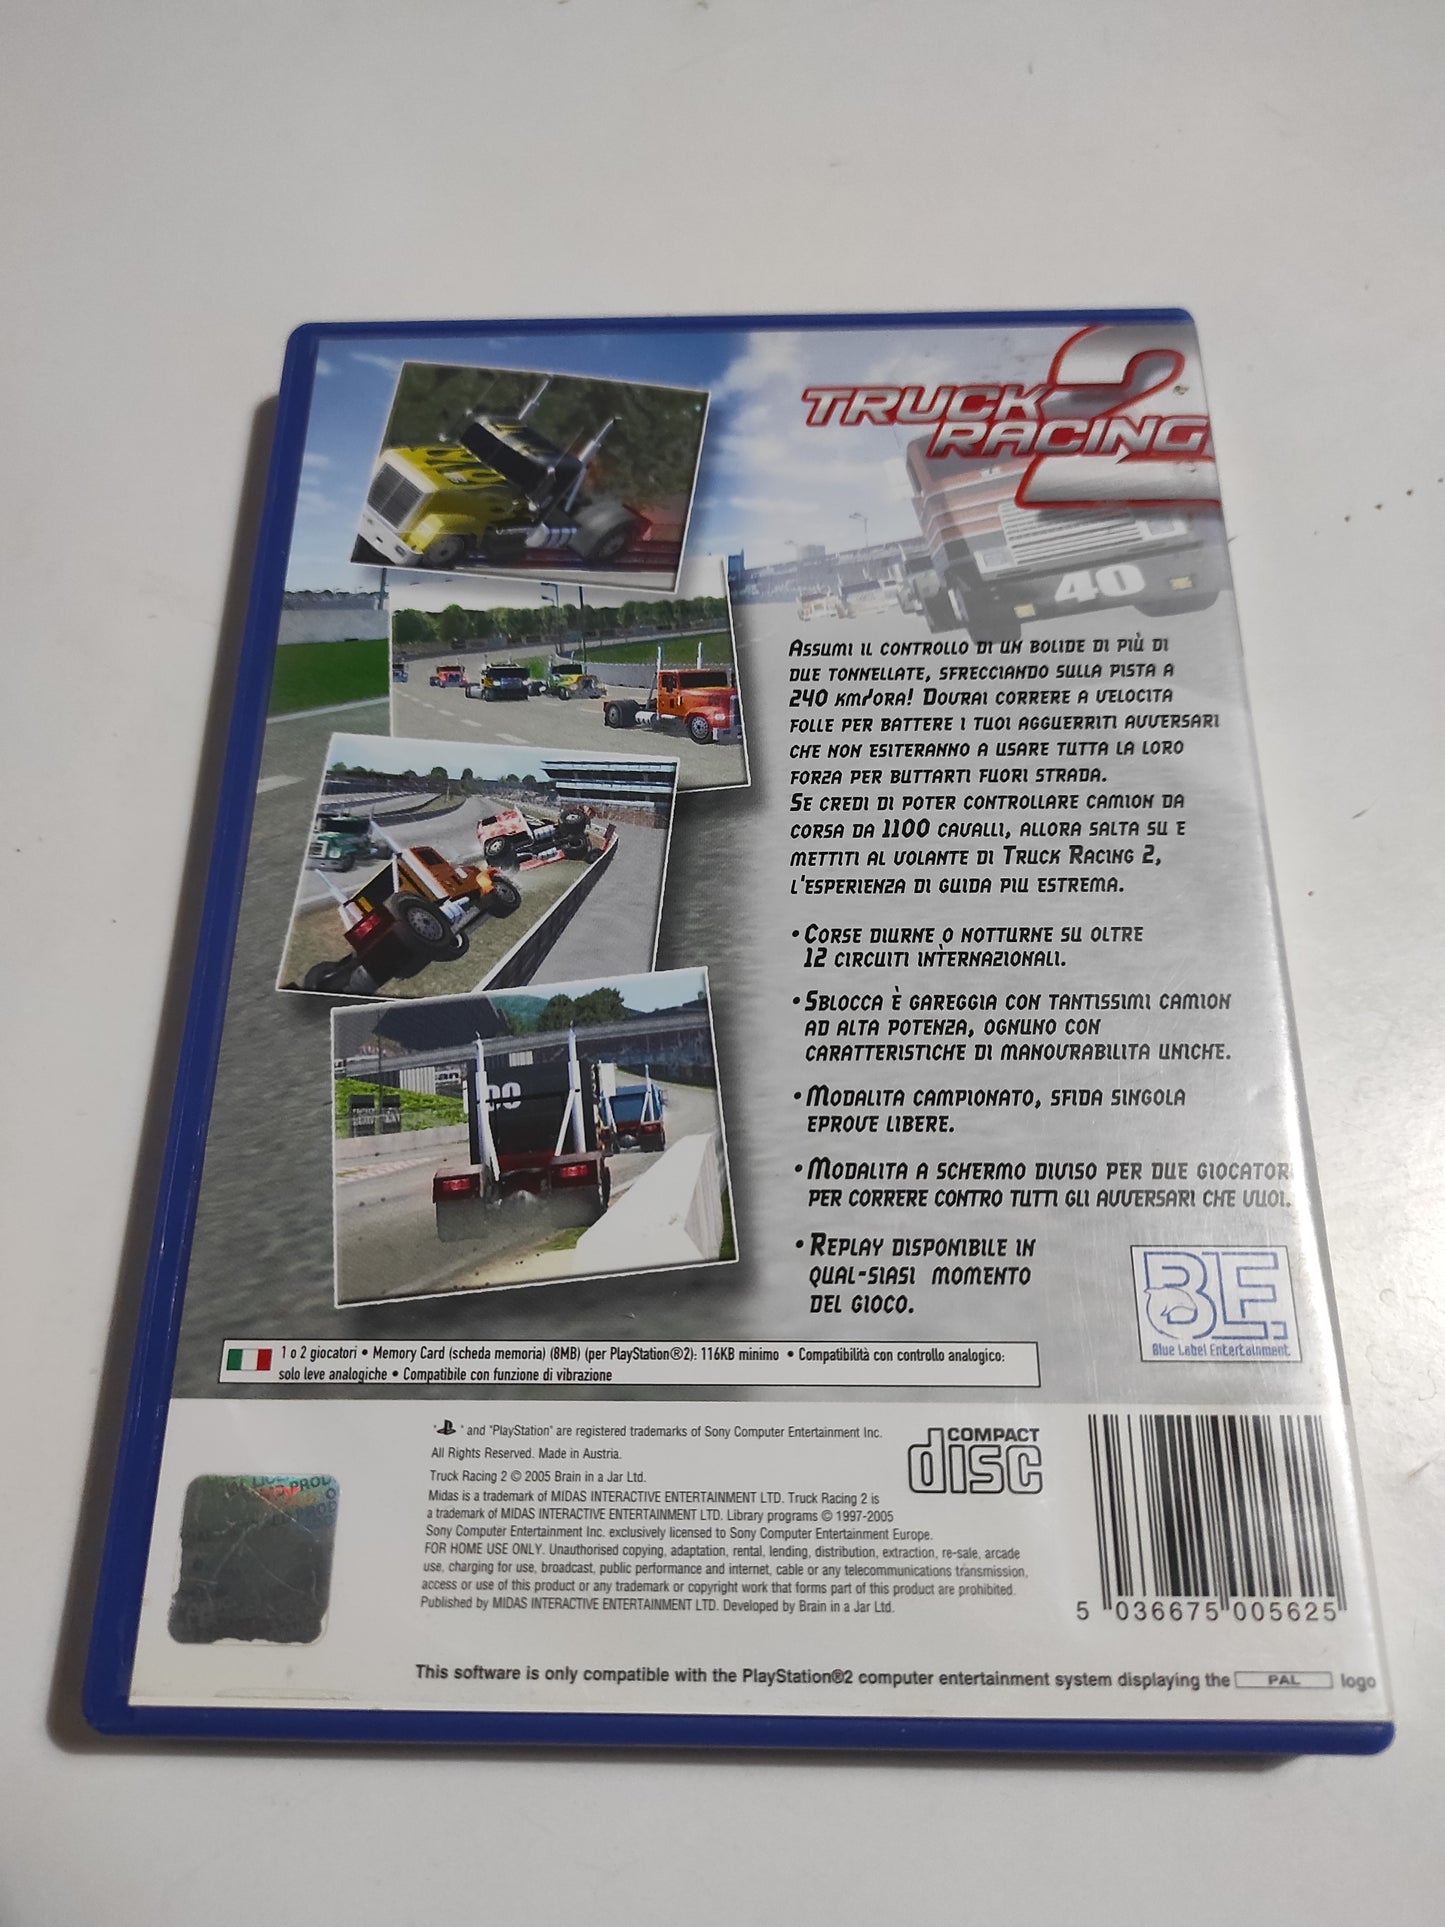 TRUCK 2
RACING
40
Assumi il controllo di un bolide di più di
due tonnellate, sfrecciando sulla pista a
240 km/ora! Dovrai correre a velocita
folle per battere i tuoi agguerriti avversari
che non esiteranno a usare tutta la loro
forza per buttarti fuori strada.
Se credi di poter controllare camion da
corsa da 1100 cavalli, allora salta su e
mettiti al volante di Truck Racing 2,
l'esperienza di guida piu estrema.
• Corse diurne o notturne su oltre
12 circuiti internazionali.
• Sblocca è gareggia con tantissimi camion
ad alta potenza, ognuno con
caratteristiche di manovrabilita uniche.
• Modalita campionato, sfida singola
eprove libere.
• Modalita a schermo diviso per due giocatori
per correre contro tutti gli avversari che vuoi.
• Replay disponibile in
qual-siasi momento
del gioco.
BE.
Blue Label Entertainment
1 o 2 giocatori • Memory Card (scheda memoria) (8MB) (per PlayStation®2): 116KB minimo • Compatibilità con controllo analogico:
solo leve analogiche • Compatibile con funzione di vibrazione
" " and "PlayStation" are registered trademarks of Sony Computer Entertainment Inc.
All Rights Reserved. Made in Austria.
Truck Racing 2 © 2005 Brain in a Jar Ltd.
Midas is a trademark of MIDAS INTERACTIVE ENTERTAINMENT LTD. Truck Racing 2 is
a trademark of MIDAS INTERACTIVE ENTERTAINMENT LTD. Library programs © 1997-2005
Sony Computer Entertainment Inc. exclusively licensed to Sony Computer Entertainment Europe.
FOR HOME USE ONLY. Unauthorised copying, adaptation, rental, lending, distribution, extraction, re-sale, arcade
use, charging for use, broadcast, public performance and internet, cable or any telecommunications transmission,
access or use of this product or any trademark or copyright work that forms part of this product are prohibited.
Published by MIDAS INTERACTIVE ENTERTAINMENT LTD. Developed by Brain in a Jar Ltd.
COMPACT
disc
5 036675 005625
This software is only compatible with the PlayStation®2 computer entertainment system displaying the PAL logo